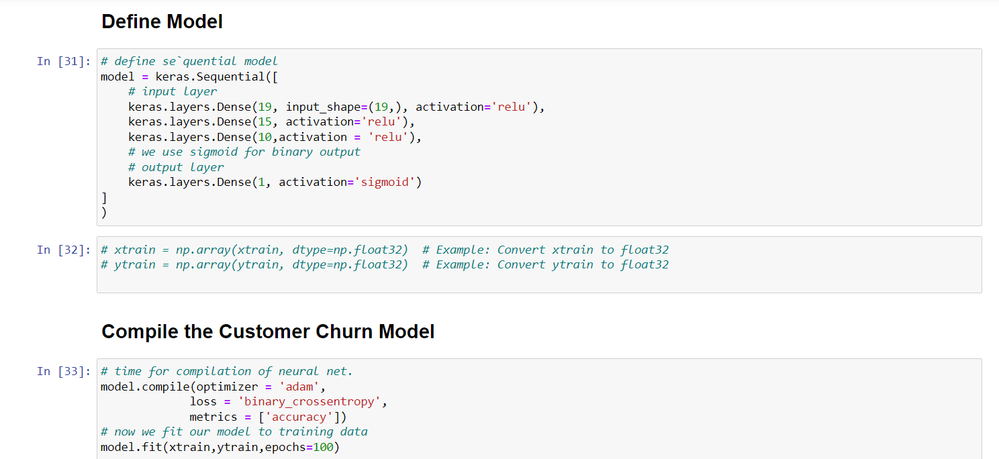 Define Model
In [31]: # define se`quential model
model = keras.Sequential([
# input layer
keras.layers.Dense(19, input_shape=(19,), activation='relu'),
keras.layers.Dense(15, activation='relu'),
keras.layers.Dense(10,activation = 'relu'),
# we use sigmoid for binary output
# output layer
keras.layers.Dense(1, activation='sigmoid')
]
)
In [32]: # xtrain = np.array(xtrain, dtype=np.float32)  # Example: Convert xtrain to float32
# ytrain = np.array(ytrain, dtype=np.float32)  # Example: Convert ytrain to float32
Compile the Customer Churn Model
In [33]: # time for compilation of neural net.
model.compile(optimizer = 'adam',
loss = 'binary_crossentropy',
metrics = ['accuracy'])
# now we fit our model to training data
model.fit(xtrain,ytrain,epochs=100)